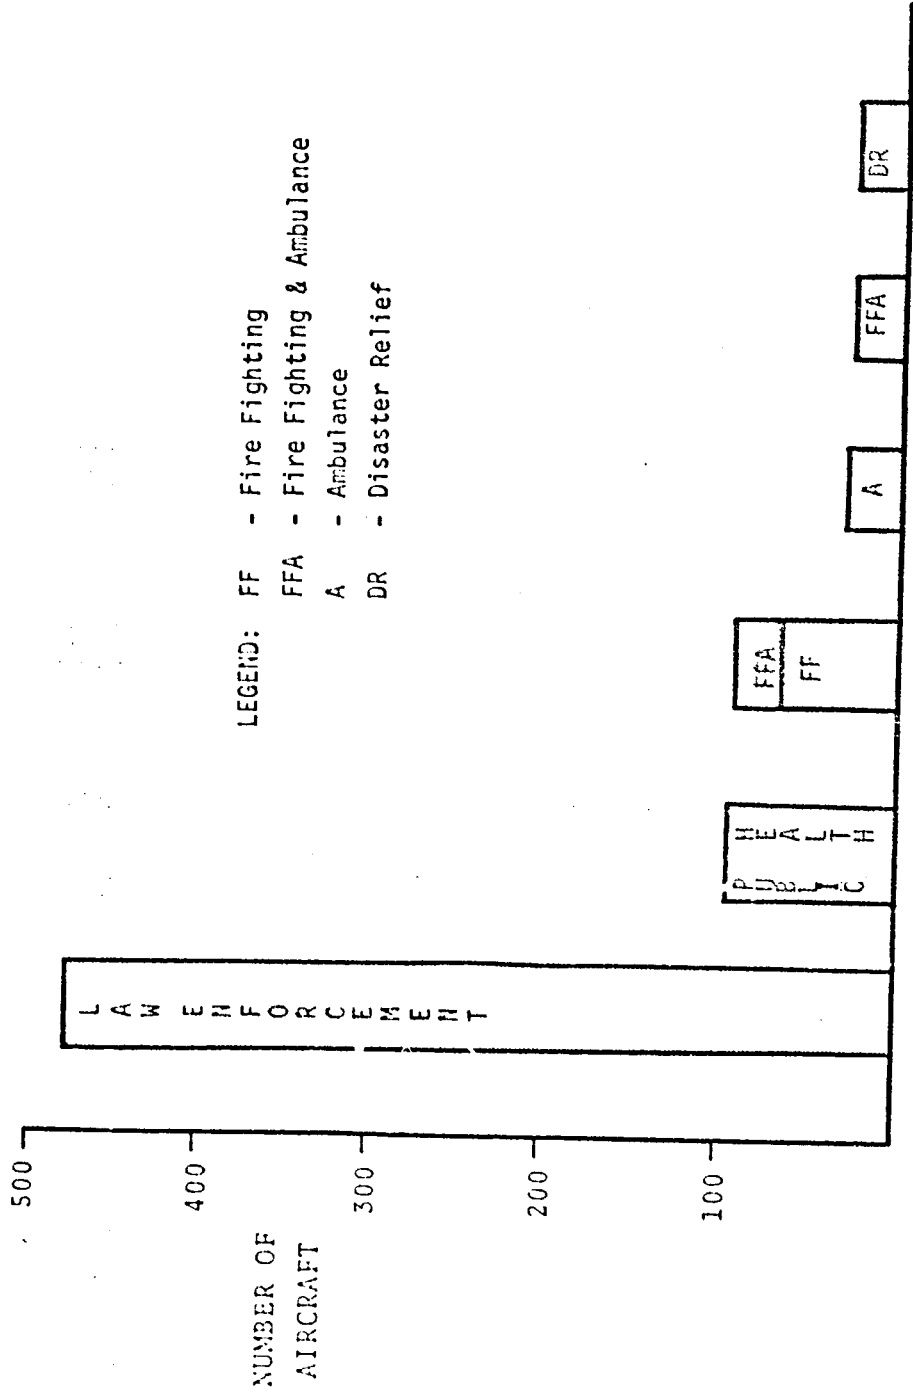 500
400
300
200
100
NUMBER OF
AIRCRAFT
LEGEND: FF - Fire Fighting
FFA - Fire Fighting & Ambulance
A - Ambulance
DR - Disaster Relief
LAW ENFORCEMENT
PUBLIC
HEALTH
FFA
FF
A
FFA
DR